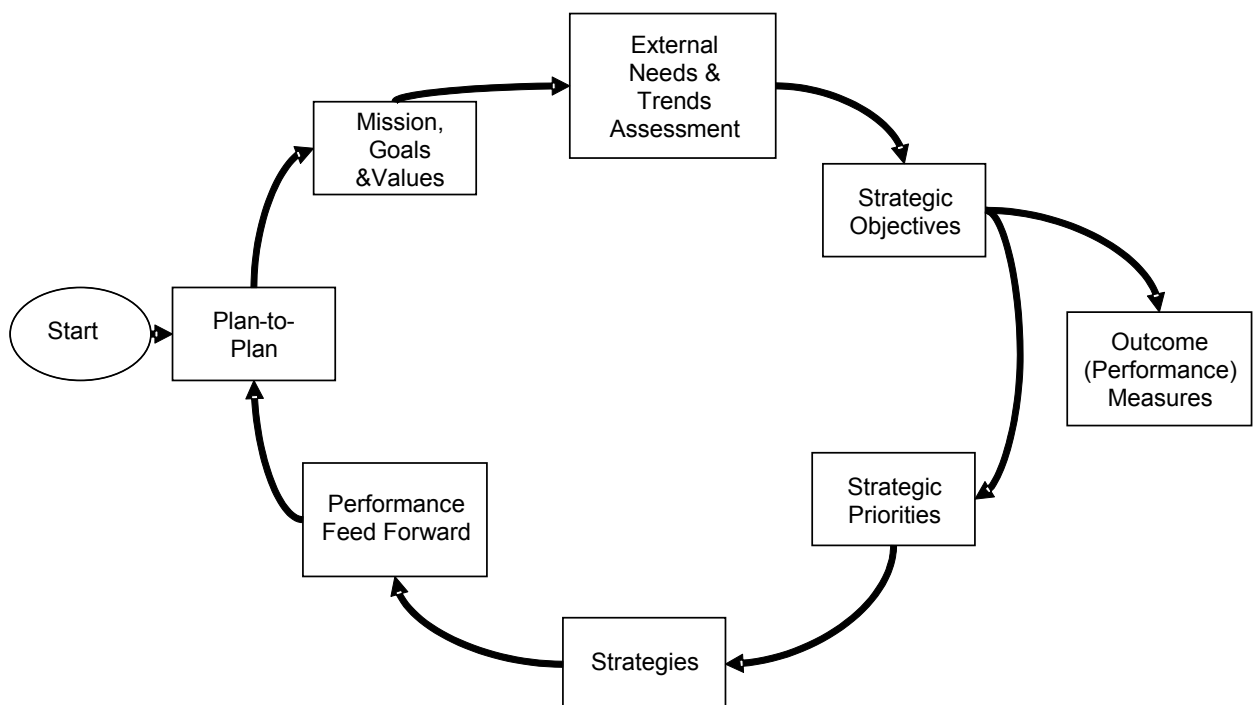 External
Needs &
Trends
Assessment
Mission,
Goals
&Values
Strategic
Objectives
Start
Plan-to-
Plan
Outcome
(Performance)
Measures
Strategic
Priorities
Performance
Feed Forward
Strategies